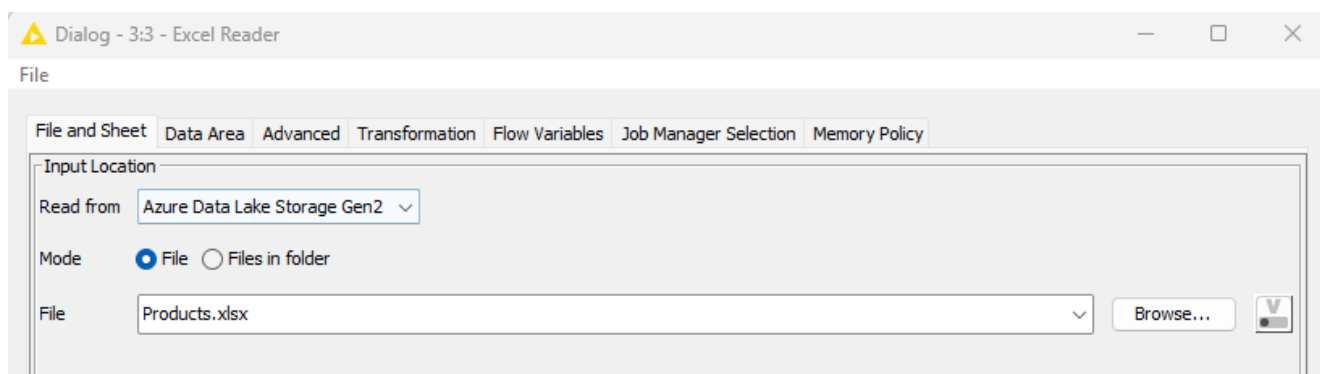 Dialog - 3:3 - Excel Reader
File
File and Sheet Data Area Advanced Transformation Flow Variables Job Manager Selection Memory Policy
Input Location
Read from Azure Data Lake Storage Gen2
Mode File Files in folder
File Products.xlsx Browse... V